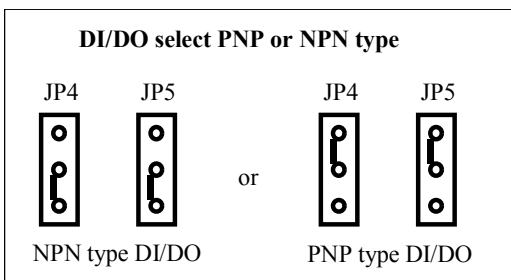 DI/DO select PNP or NPN type
JP4 JP5 JP4 JP5
or
NPN type DI/DO PNP type DI/DO